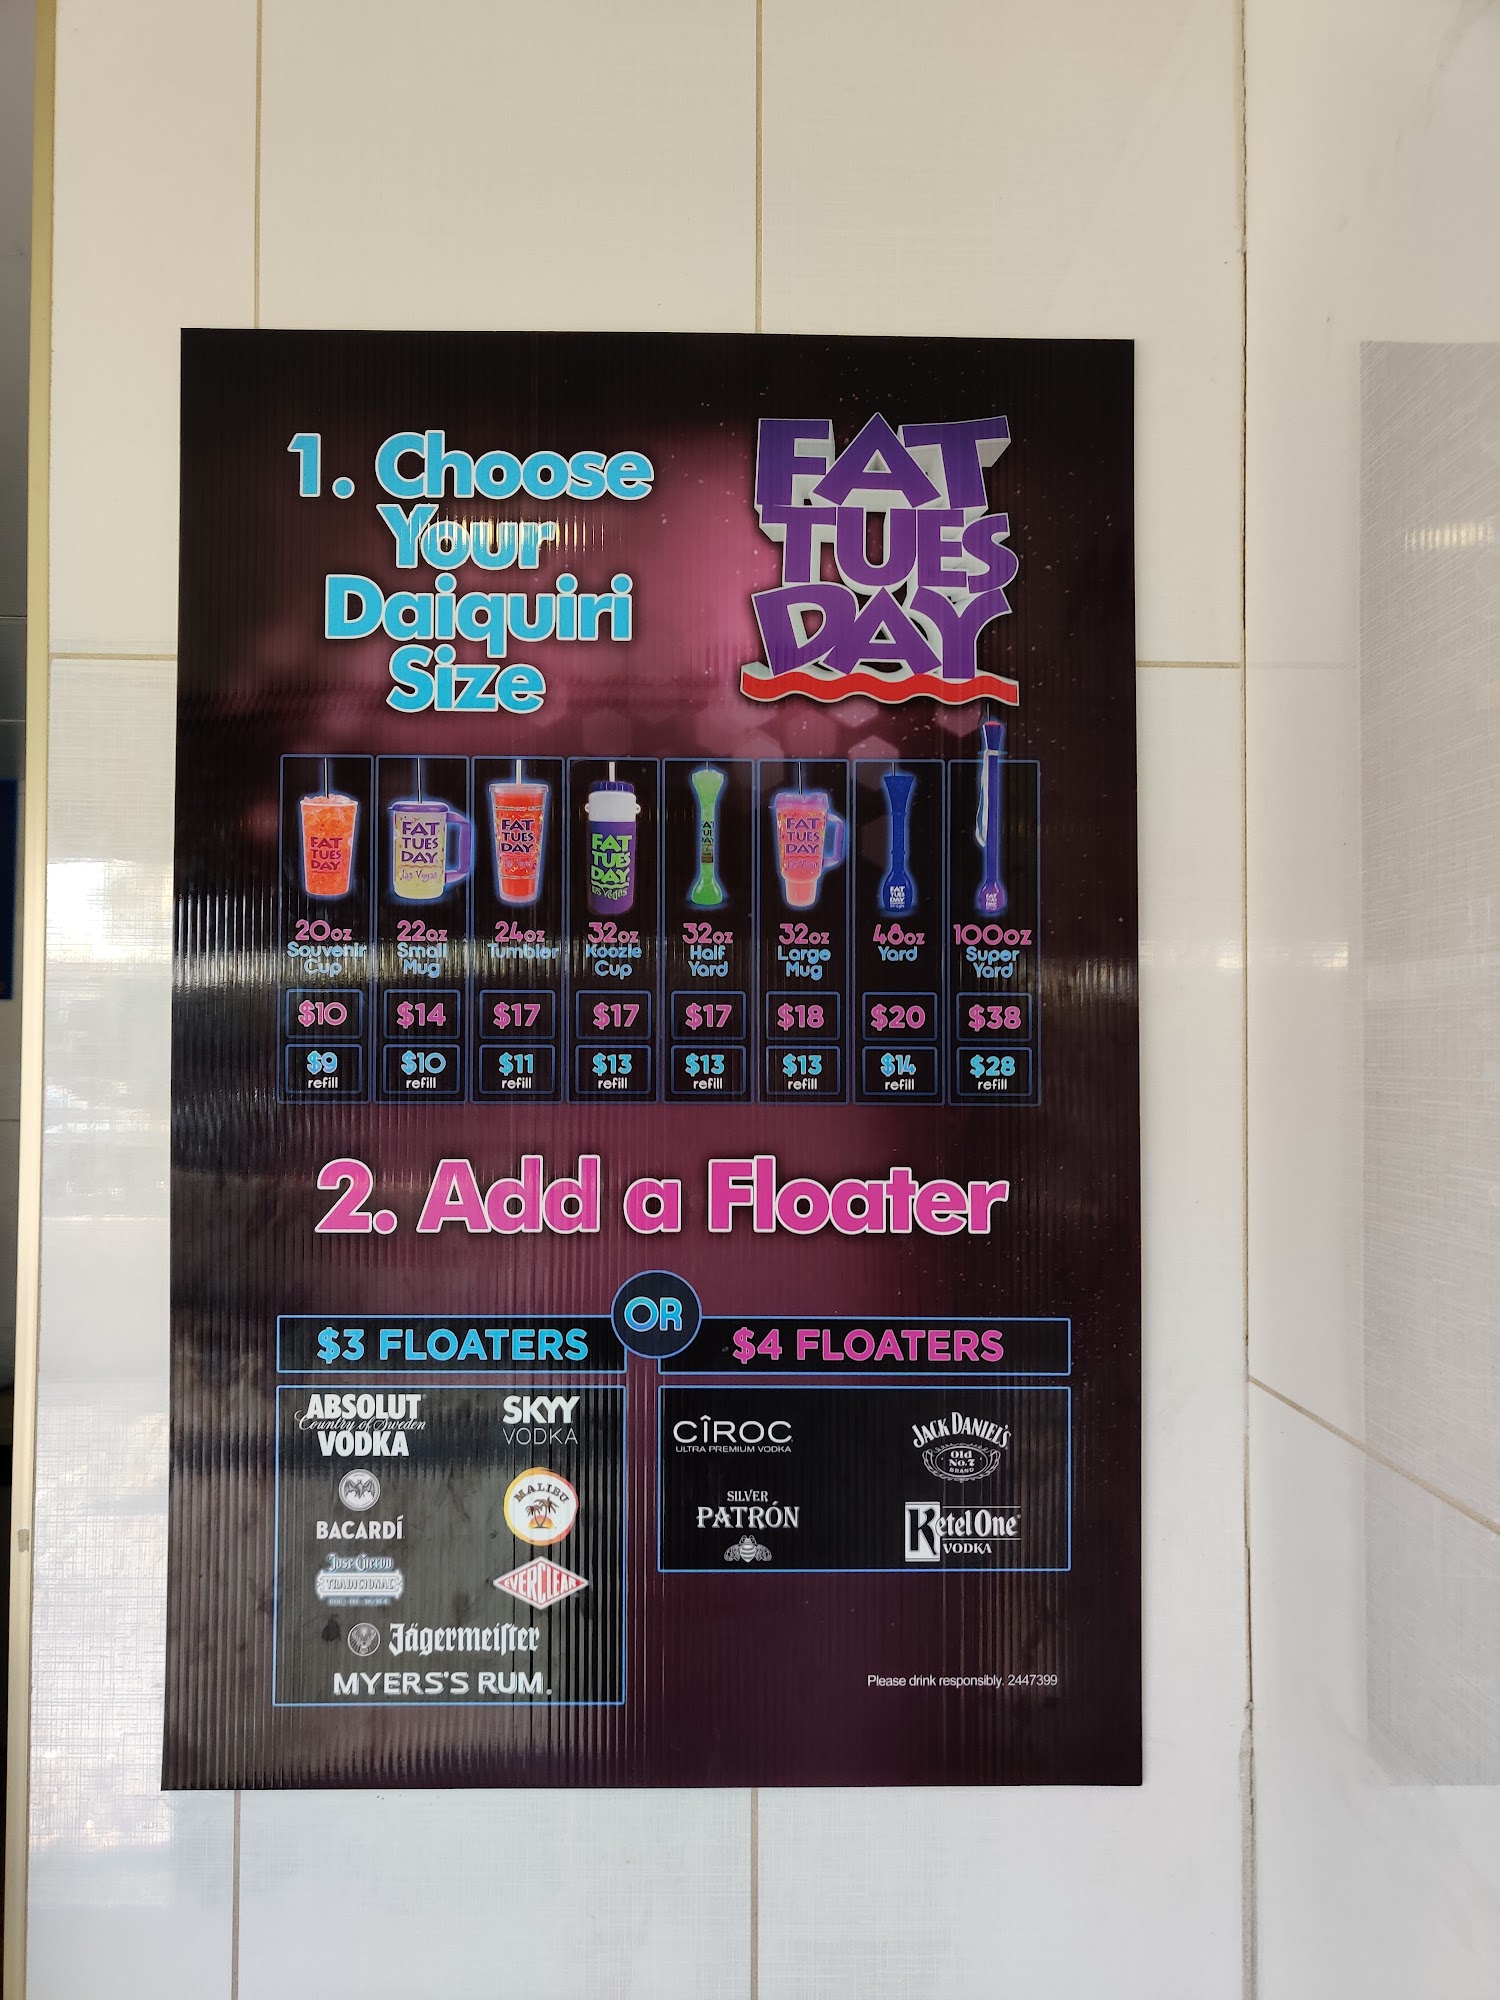 1. Choose
Your
Daiquiri
Size
FAT
TUES
DAY
FAT
TUES
DAY
FAT
TUES
DAY
Las Vegas
FAT
TUES
DAY
FAT
TUES
DAY
Las Vegas
FAT
TUES
DAY
FAT
TUES
DAY
20oz
Souvenir
Cup
$10
$9
refill
22oz
Small
Mug
$14
$10
refill
24oz
Tumbler
$17
$11
refill
32oz
Koozie
Cup
$17
$13
refill
32oz
Half
Yard
$17
$13
refill
32oz
Large
Mug
$18
$13
refill
48oz
Yard
$20
$14
refill
100oz
Super
Yard
$38
$28
refill
2. Add a Floater
OR
$3 FLOATERS
ABSOLUT
Country of Sweden
VODKA
SKYY
VODKA
BACARDÍ
MALIBU
Jose Cuervo
TRADICIONAL
EVERCLEAR
Jägermeister
MYERS'S RUM.
$4 FLOATERS
CÎROC
ULTRA PREMIUM VODKA
JACK DANIEL'S
Old
No.7
BRAND
SILVER
PATRÓN
Ketel One
VODKA
Please drink responsibly. 2447399